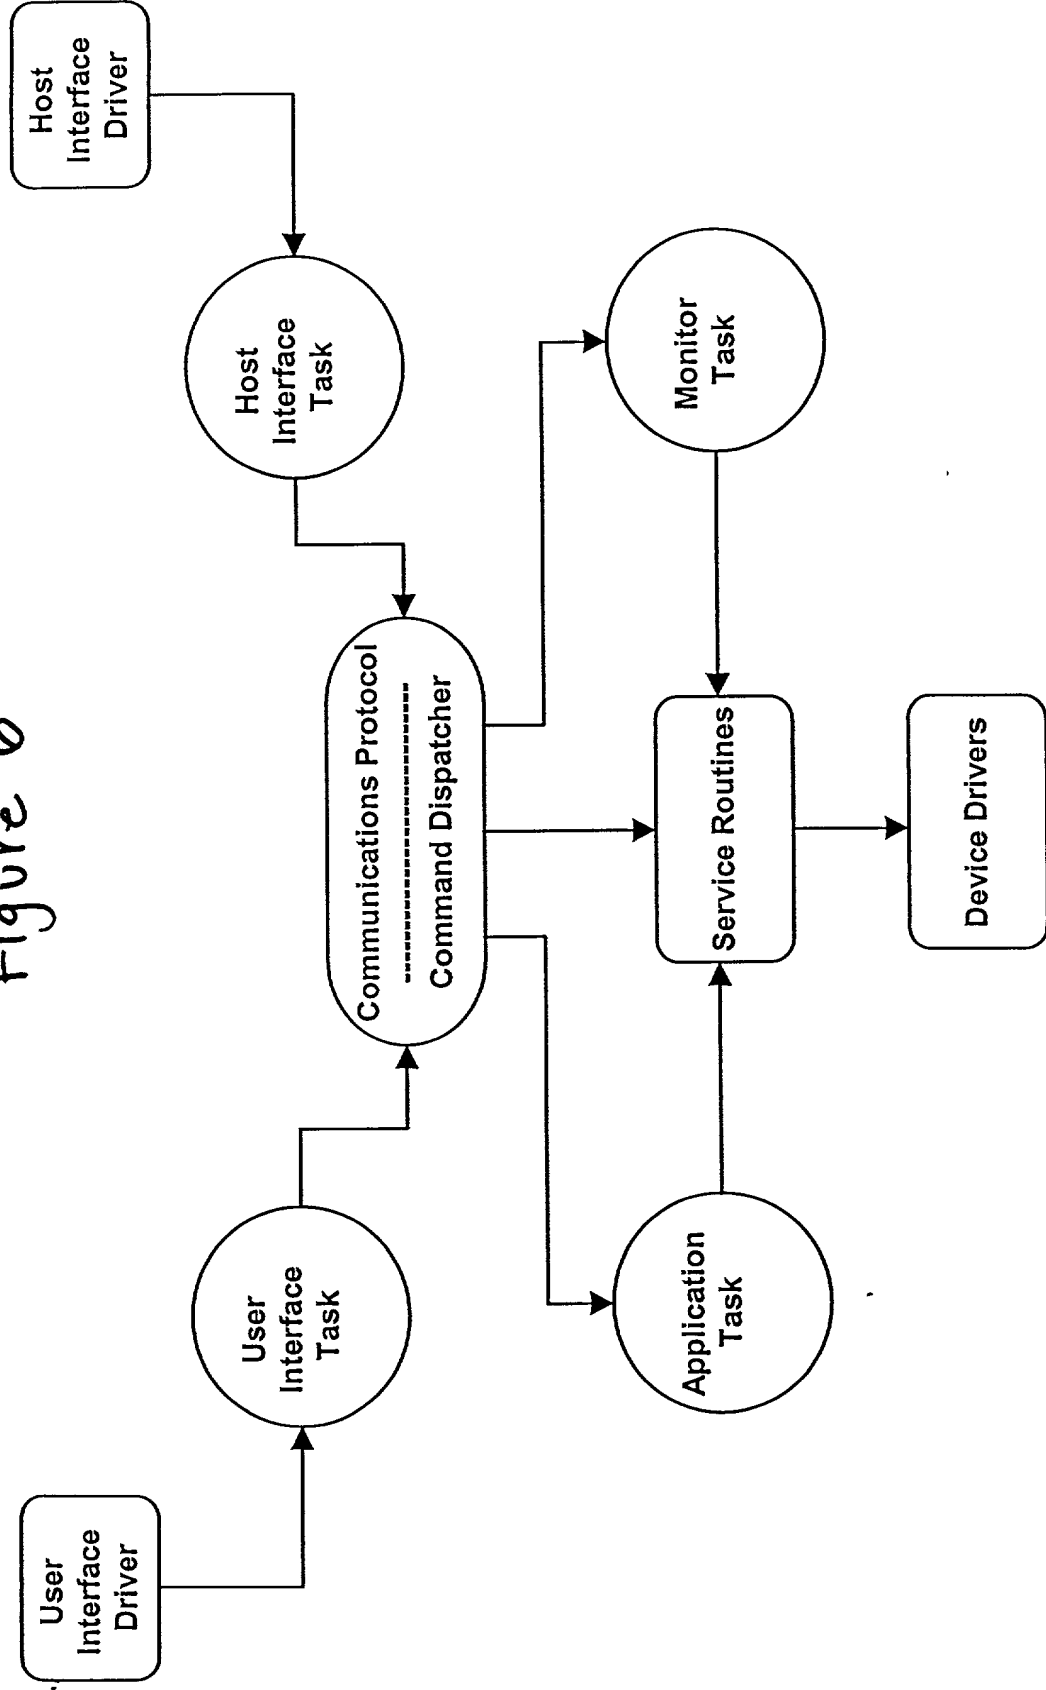 Figure 6
User
Interface
Driver
Host
Interface
Driver
User
Interface
Task
Host
Interface
Task
Communications Protocol
Command Dispatcher
Application
Task
Service Routines
Monitor
Task
Device Drivers